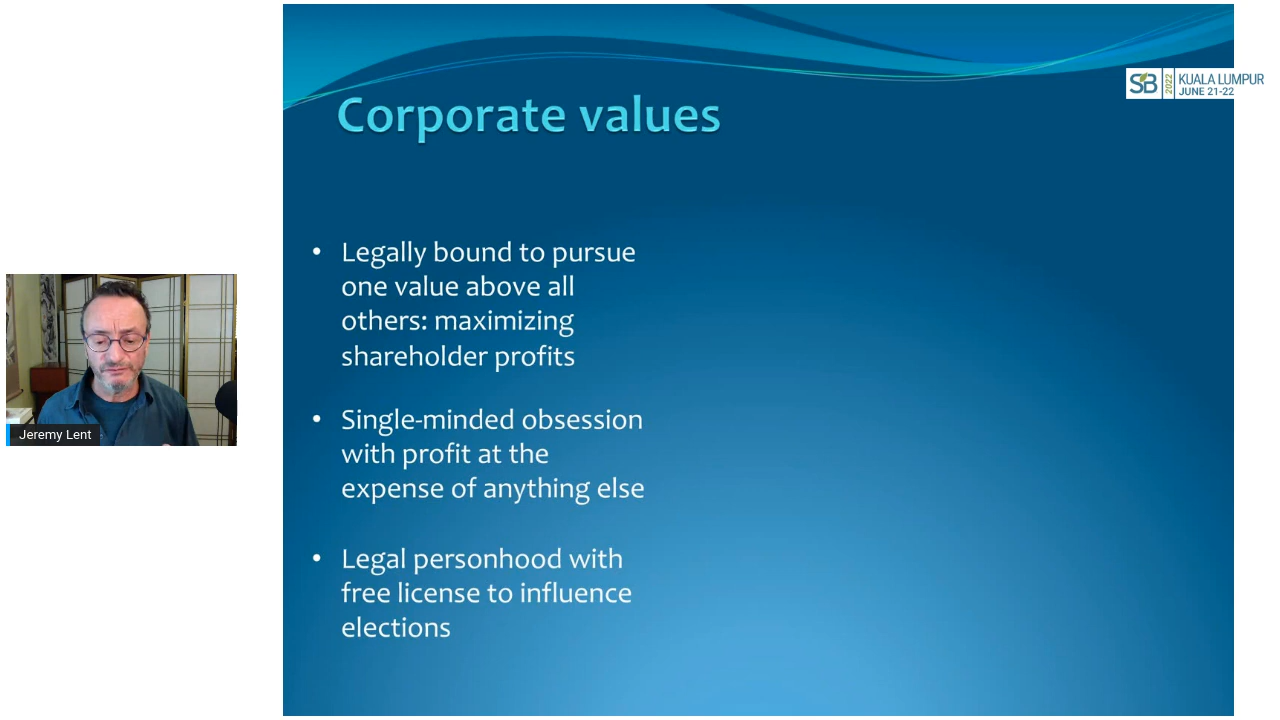 Corporate values
SB
2022
KUALA LUMPUR
JUNE 21-22
• Legally bound to pursue
one value above all
others: maximizing
shareholder profits
• Single-minded obsession
with profit at the
expense of anything else
• Legal personhood with
free license to influence
elections
Jeremy Lent